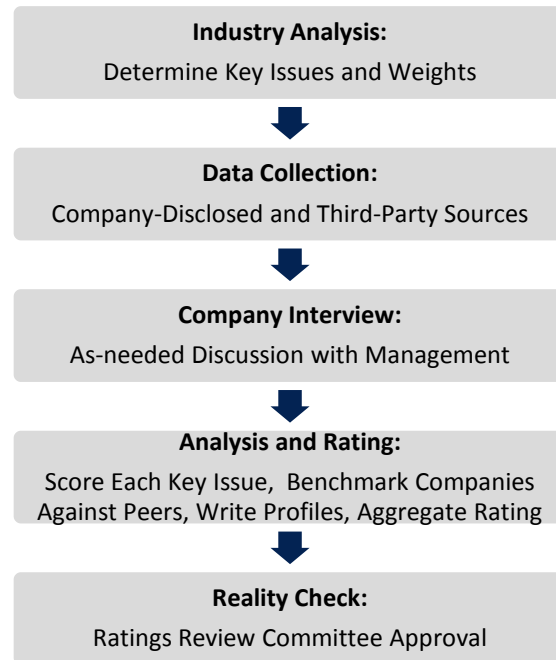 Industry Analysis:
Determine Key Issues and Weights
Data Collection:
Company-Disclosed and Third-Party Sources
Company Interview:
As-needed Discussion with Management
Analysis and Rating:
Score Each Key Issue, Benchmark Companies
Against Peers, Write Profiles, Aggregate Rating
Reality Check:
Ratings Review Committee Approval